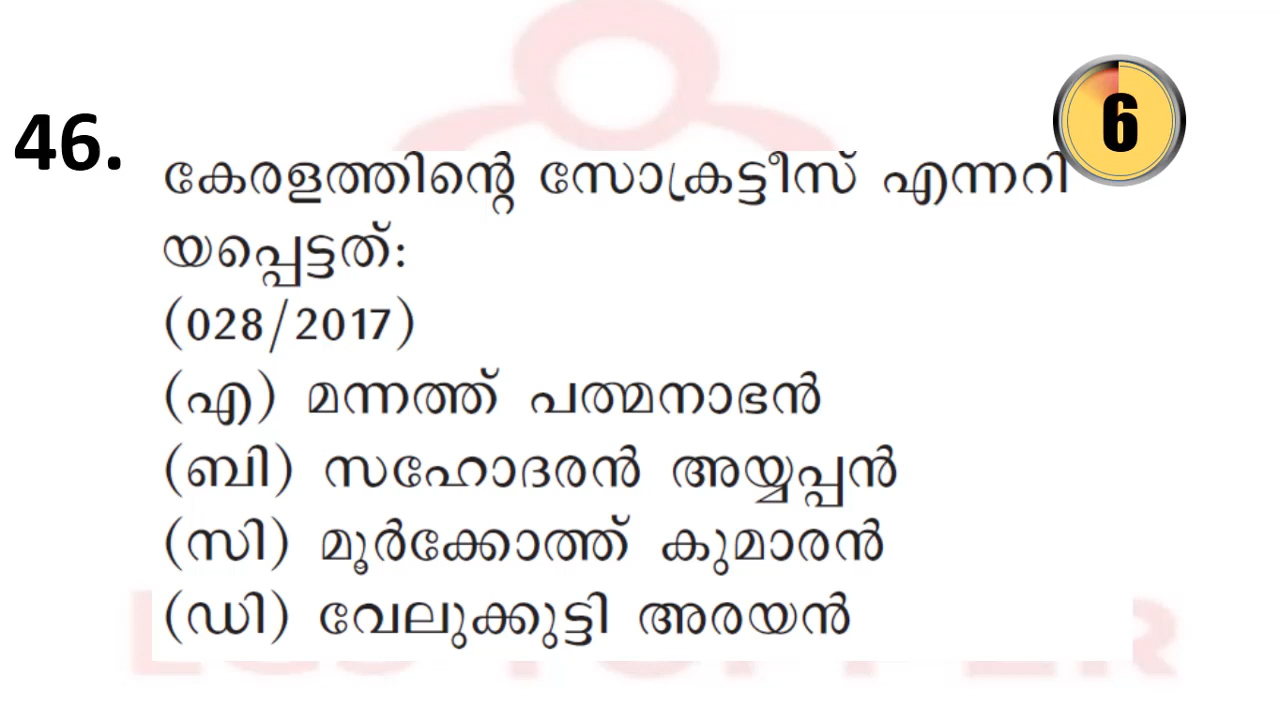 46.
6
കേരളത്തിന്റെ സോക്രട്ടീസ് എന്നറി
യപ്പെട്ടത്:
(028/2017)
(എ) മന്നത്ത് പത്മനാഭൻ
(ബി) സഹോദരൻ അയ്യപ്പൻ
(സി) മൂർക്കോത്ത് കുമാരൻ
(ഡി) വേലുക്കുട്ടി അരയൻ